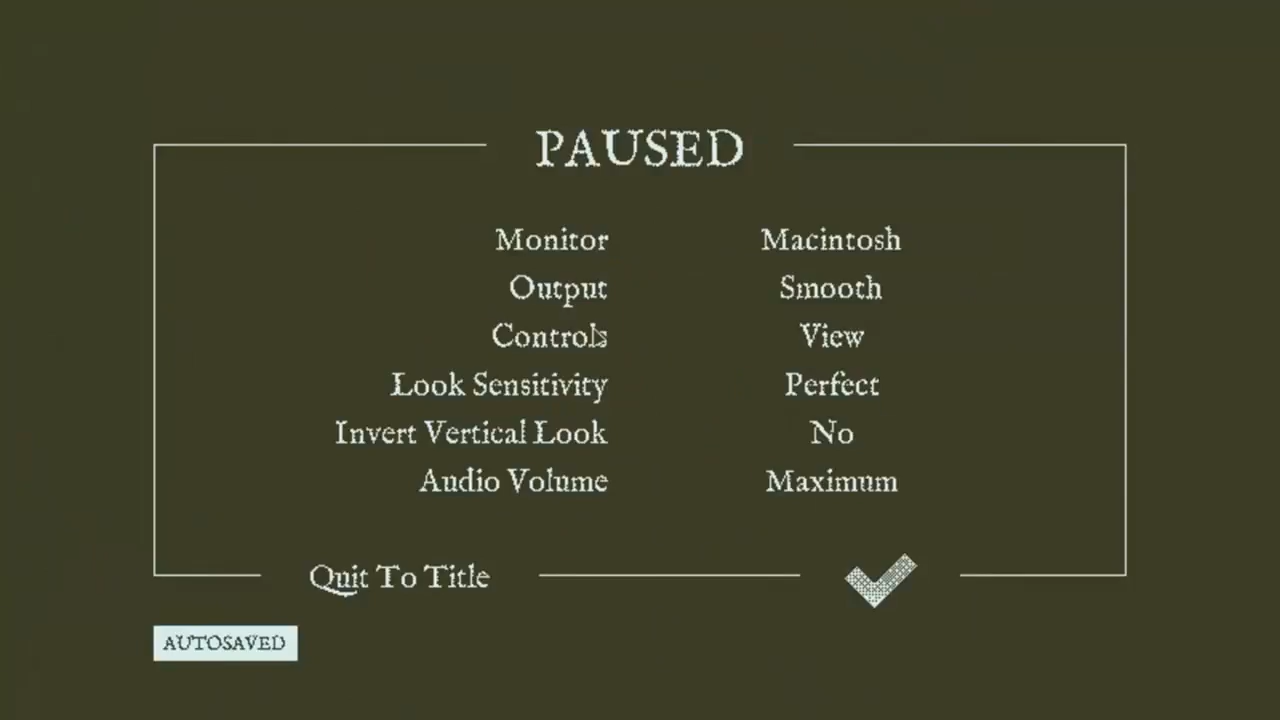 PAUSED
Monitor Macintosh
Output Smooth
Controls View
Look Sensitivity Perfect
Invert Vertical Look No
Audio Volume Maximum
Quit To Title
AUTOSAVED